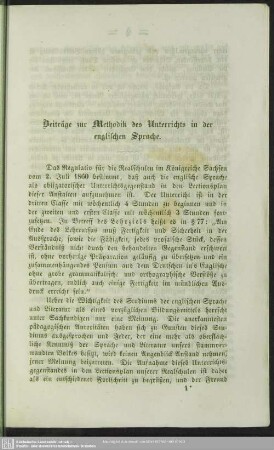 Beiträge zur Methodik des Unterrichts in der
englischen Sprache.
Das Regulativ für die Realschulen im Königreiche Sachsen
vom 2. Juli 1860 bestimmt, daß auch die englische Sprache
als obligatorischer Unterrichtsgegenstand in den Lectionsplan
dieser Anstalten aufzunehmen ist. Der Unterricht ist in der
dritten Classe mit wöchentlich 4 Stunden zu beginnen und in
der zweiten und ersten Classe mit wöchentlich 3 Stunden fort-
zusetzen. In Betreff des Lehrziels heißt es in § 77: „Am
Ende des Lehrcursus muß Fertigkeit und Sicherheit in der
Aussprache, sowie die Fähigkeit, jedes prosaische Stück, dessen
Verständniß nicht durch den behandelten Gegenstand erschwert
ist, ohne vorherige Präparation geläufig zu übersetzen und ein
zusammenhängendes Pensum aus dem Deutschen ins Englische
ohne grobe grammatikalische und orthographische Verstöße zu
übertragen, endlich auch einige Fertigkeit im mündlichen Aus-
druck erreicht sein.“
Ueber die Wichtigkeit des Studiums der englischen Sprache
und Literatur als eines vorzüglichen Bildungsmittels herrscht
unter Sachkundigen nur eine Meinung. Die anerkanntesten
pädagogischen Autoritäten haben sich zu Gunsten dieses Stu-
diums ausgesprochen, und jeder, der eine mehr als oberfläch-
liche Kenntniß der Sprache und Literatur unseres stammver-
wandten Volkes besitzt, wird keinen Augenblick Anstand nehmen,
jener Meinung beizutreten. Die Aufnahme dieses Unterrichts-
gegenstandes in den Lectionsplan unserer Realschulen ist daher
als ein entschiedener Fortschritt zu begrüßen, und der Freund
1*